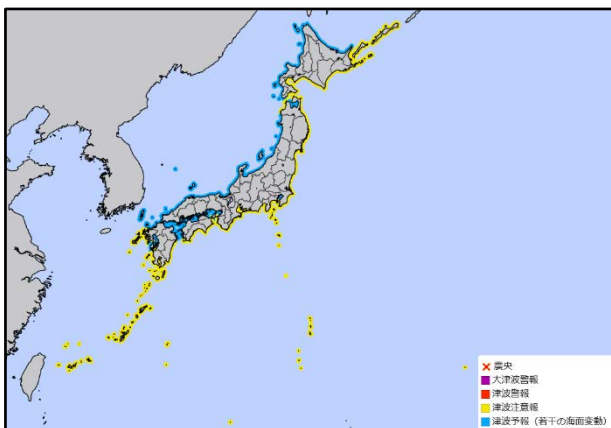 震央
大津波警報
津波警報
津波注意報
津波予報（若干の海面変動）